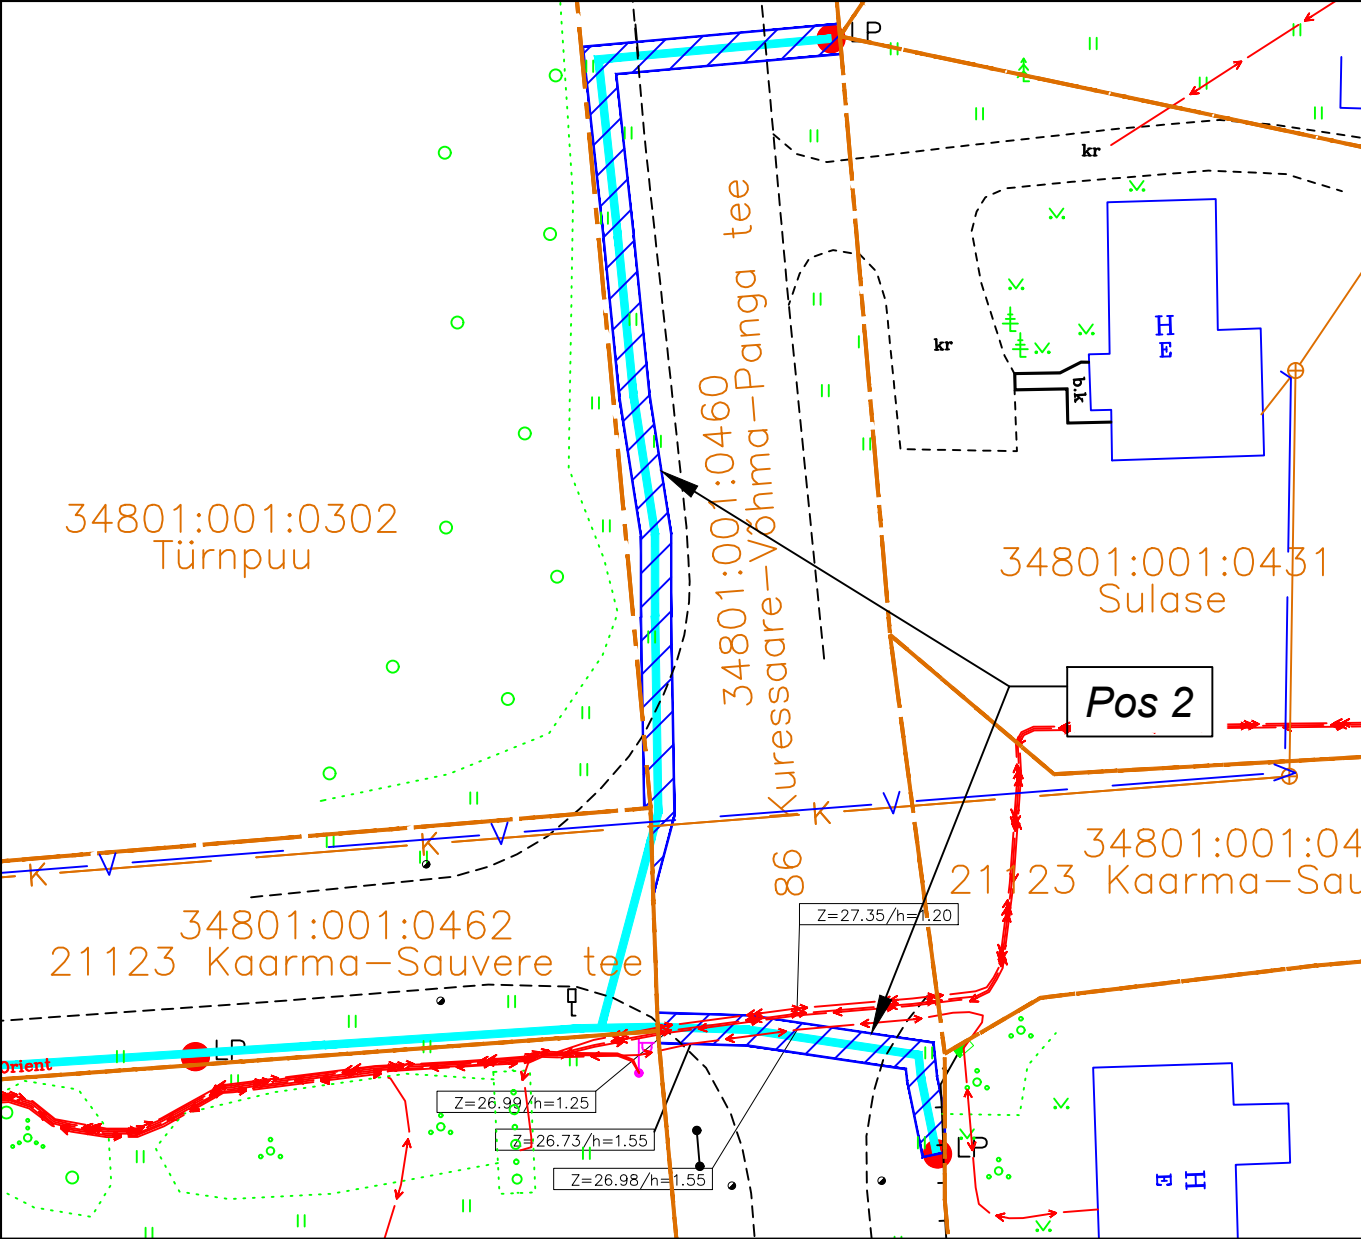 LP
kr
34801:001:0460
86 Kuressaare-Võhma-Panga tee
kr
H
E
b.k
34801:001:0302
Türnpuu
34801:001:0431
Sulase
Pos 2
K
V
K
V
K
V
V
V
34801:001:04
21123 Kaarma-Sau
Z=27.35/h=1.20
34801:001:0462
21123 Kaarma-Sauvere tee
LP
Orient
Z=26.99/h=1.25
Z=26.73/h=1.55
Z=26.98/h=1.55
LP
H
E